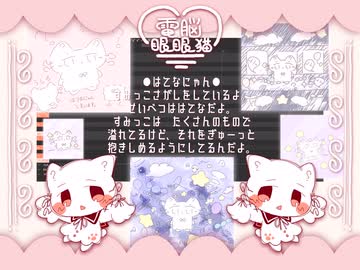 電脳
眼眼猫
●はてなにゃん●
すみっこさがしをしているよ。
せいべつははてなだよ。
すみっこは たくさんのもので
溢れてるけど、それをぎゅーっと
抱きしめるようにしてるんだよ。